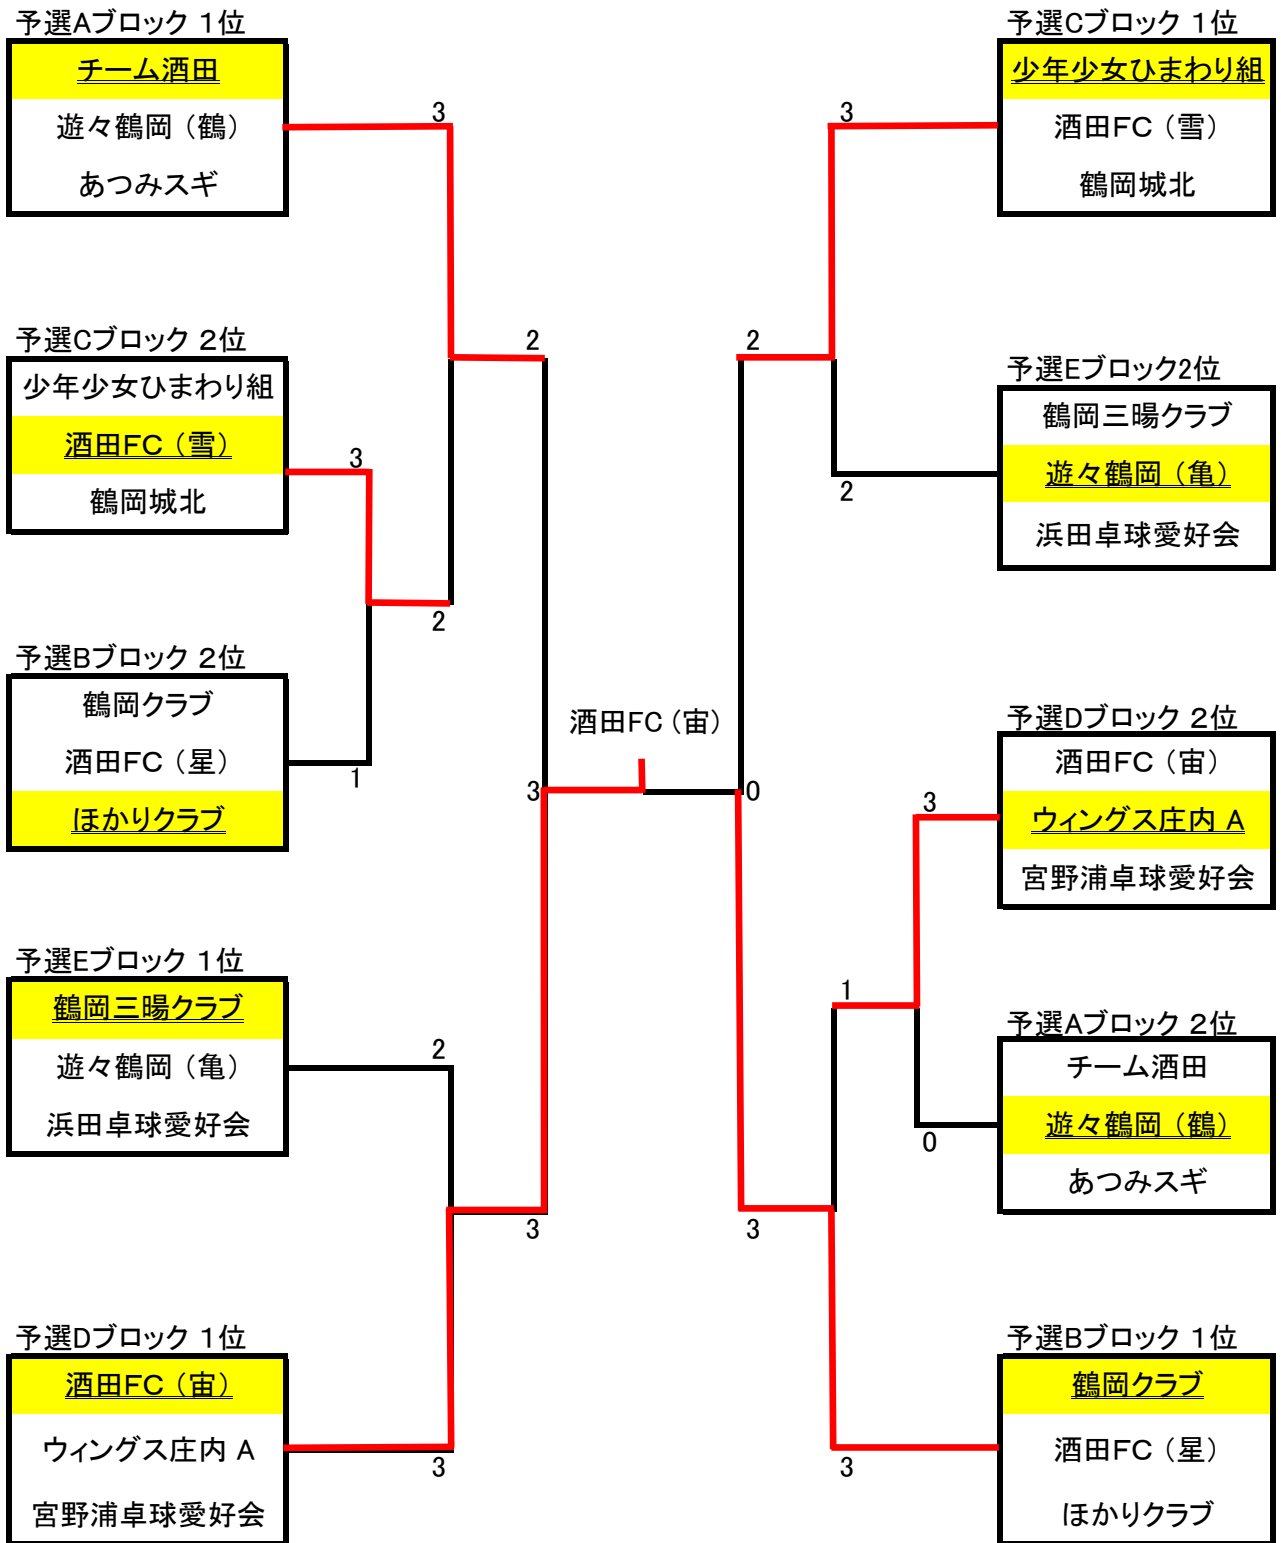 予選Aブロック 1位
チーム酒田
遊々鶴岡（鶴）
あつみスギ
3
予選Cブロック 2位
少年少女ひまわり組
酒田FC（雪）
鶴岡城北
2
3
2
予選Bブロック 2位
鶴岡クラブ
酒田FC（星）
ほかりクラブ
1
酒田FC（宙）
3
0
予選Eブロック 1位
鶴岡三暘クラブ
遊々鶴岡（亀）
浜田卓球愛好会
2
3
予選Dブロック 1位
酒田FC（宙）
ウィングス庄内 A
宮野浦卓球愛好会
3
予選Cブロック 1位
少年少女ひまわり組
酒田FC（雪）
鶴岡城北
3
2
予選Eブロック2位
鶴岡三暘クラブ
遊々鶴岡（亀）
浜田卓球愛好会
2
予選Dブロック 2位
酒田FC（宙）
ウィングス庄内 A
宮野浦卓球愛好会
3
1
予選Aブロック 2位
チーム酒田
遊々鶴岡（鶴）
あつみスギ
0
3
予選Bブロック 1位
鶴岡クラブ
酒田FC（星）
ほかりクラブ
3